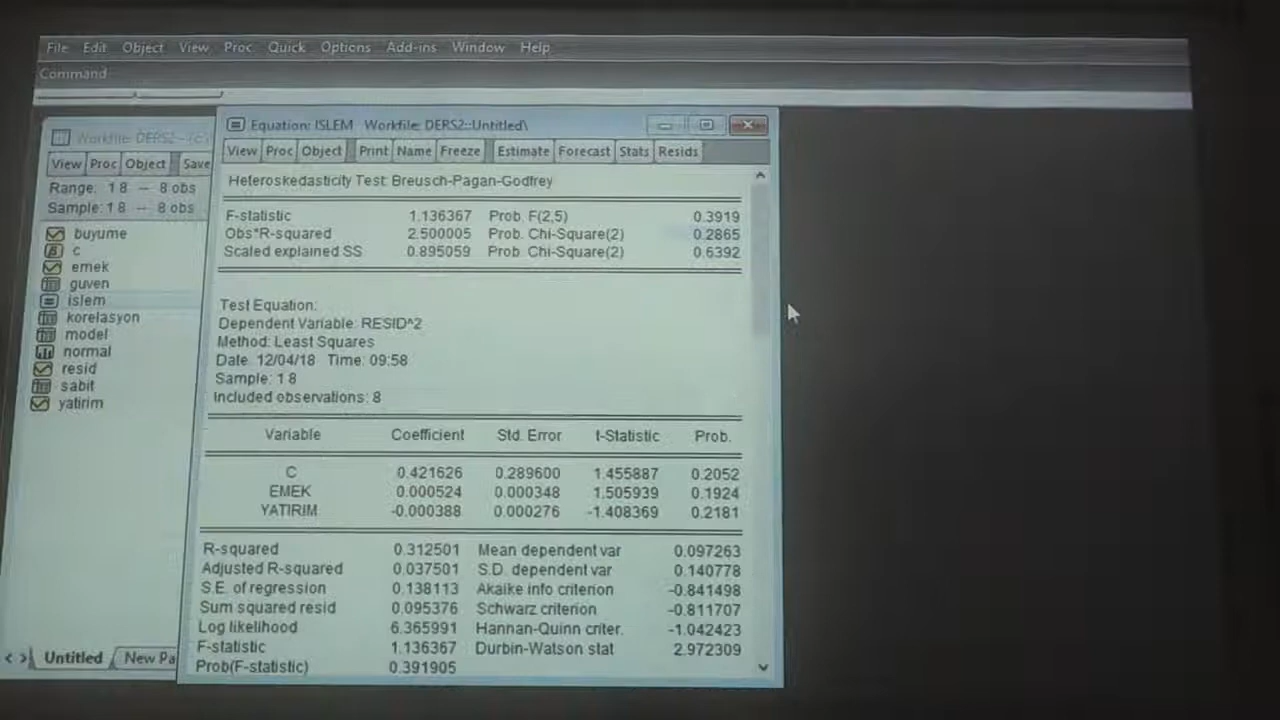 File Edit Object View Proc Quick Options Add-ins Window Help
Command
Workfile: DERS2 - (c:\
View Proc Object Save
Range: 1 8 -- 8 obs
Sample: 1 8 -- 8 obs
buyume
c
emek
guven
islem
korelasyon
model
normal
resid
sabit
yatirim
Untitled New Pa
Equation: ISLEM Workfile: DERS2::Untitled\
View Proc Object Print Name Freeze Estimate Forecast Stats Resids
Heteroskedasticity Test: Breusch-Pagan-Godfrey
F-statistic 1.136367 Prob. F(2,5) 0.3919
Obs*R-squared 2.500005 Prob. Chi-Square(2) 0.2865
Scaled explained SS 0.895059 Prob. Chi-Square(2) 0.6392
Test Equation:
Dependent Variable: RESID^2
Method: Least Squares
Date: 12/04/18 Time: 09:58
Sample: 1 8
Included observations: 8
Variable Coefficient Std. Error t-Statistic Prob.
C 0.421626 0.289600 1.455887 0.2052
EMEK 0.000524 0.000348 1.505939 0.1924
YATIRIM -0.000388 0.000276 -1.408369 0.2181
R-squared 0.312501 Mean dependent var 0.097263
Adjusted R-squared 0.037501 S.D. dependent var 0.140778
S.E. of regression 0.138113 Akaike info criterion -0.841498
Sum squared resid 0.095376 Schwarz criterion -0.811707
Log likelihood 6.365991 Hannan-Quinn criter. -1.042423
F-statistic 1.136367 Durbin-Watson stat 2.972309
Prob(F-statistic) 0.391905